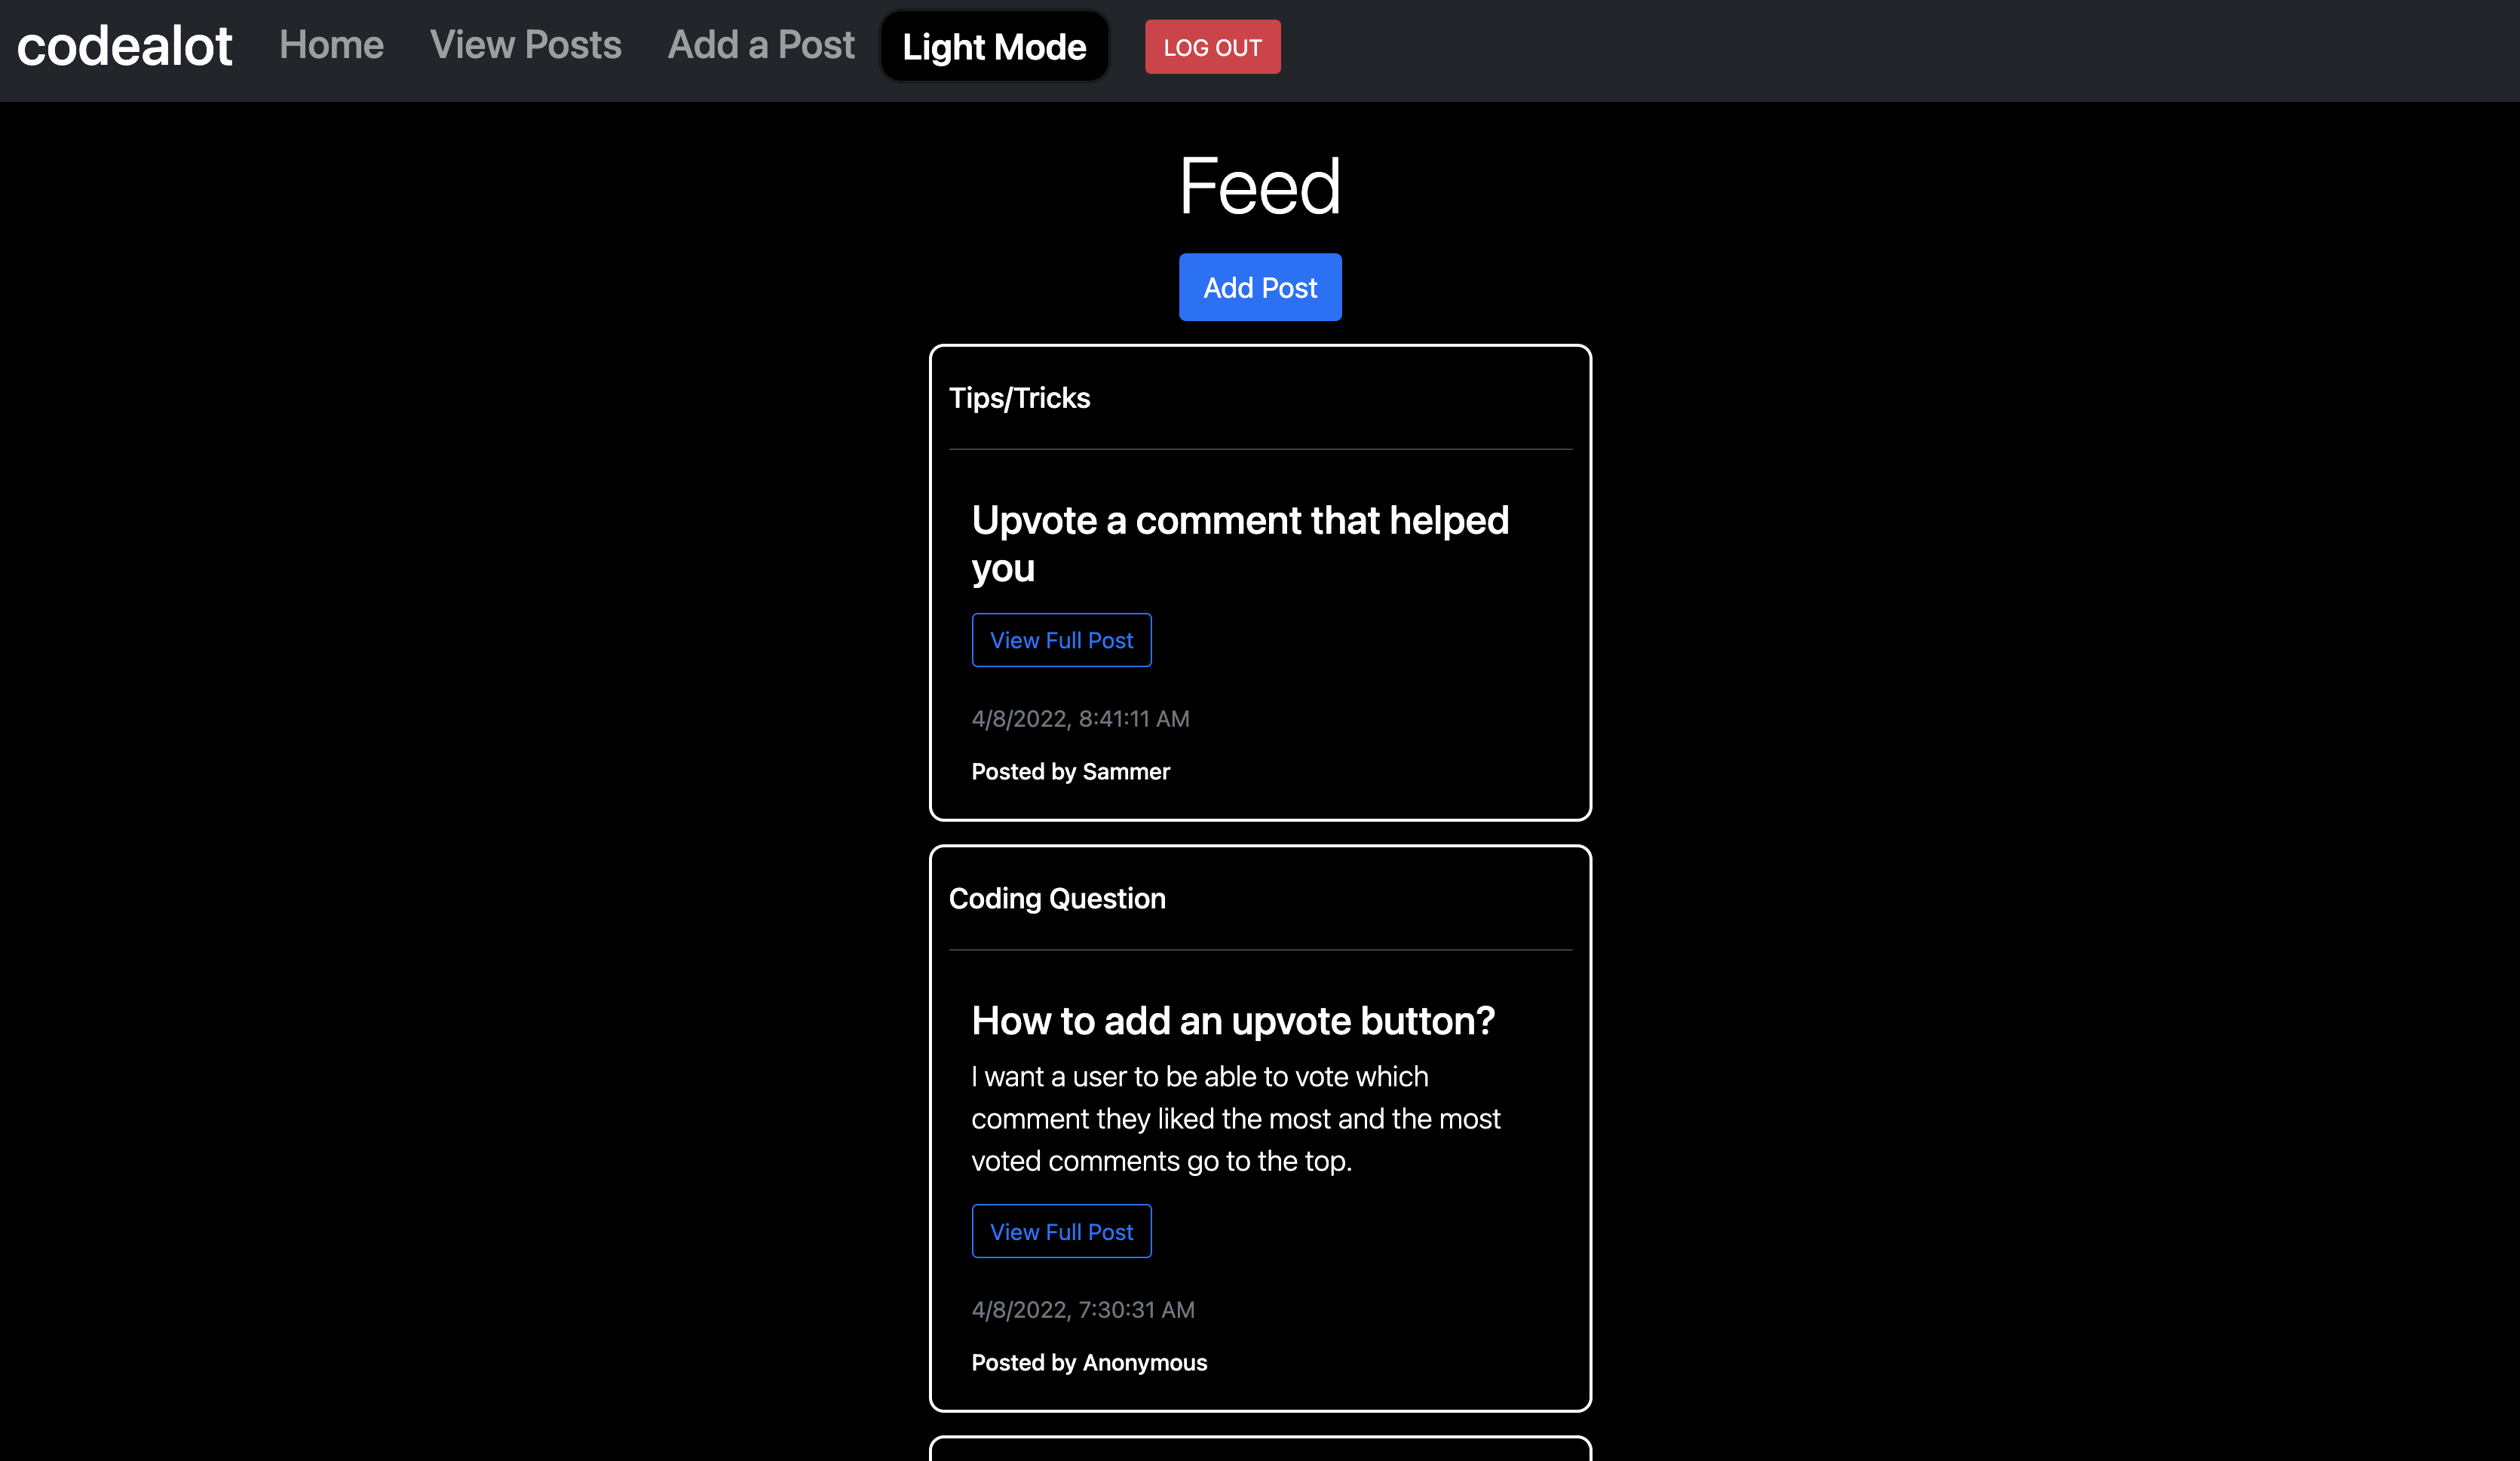 codealot Home View Posts Add a Post Light Mode LOG OUT
Feed
Add Post
Tips/Tricks
Upvote a comment that helped
you
View Full Post
4/8/2022, 8:41:11 AM
Posted by Sammer
Coding Question
How to add an upvote button?
I want a user to be able to vote which
comment they liked the most and the most
voted comments go to the top.
View Full Post
4/8/2022, 7:30:31 AM
Posted by Anonymous